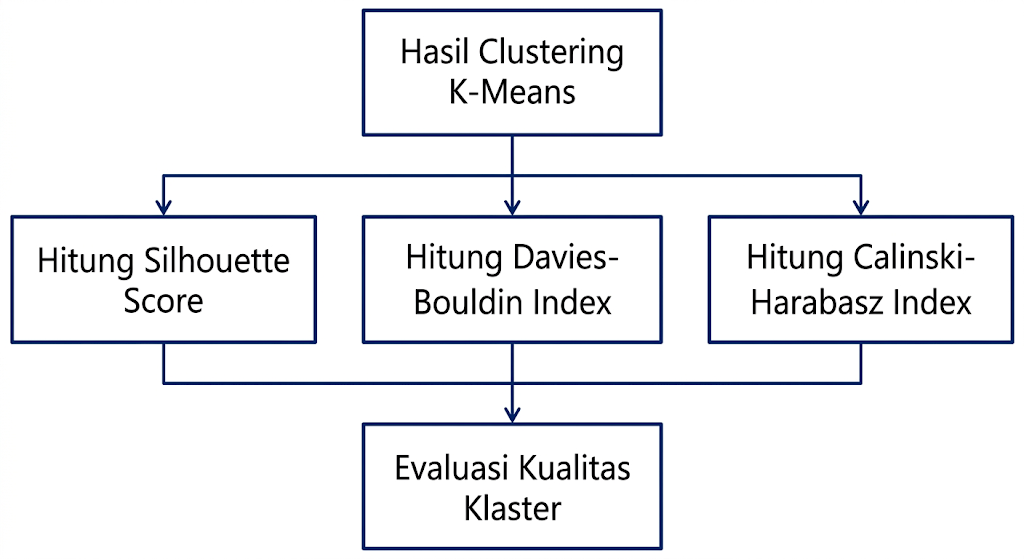 Hasil Clustering
K-Means
Hitung Silhouette
Score
Hitung Davies-
Bouldin Index
Hitung Calinski-
Harabasz Index
Evaluasi Kualitas
Klaster